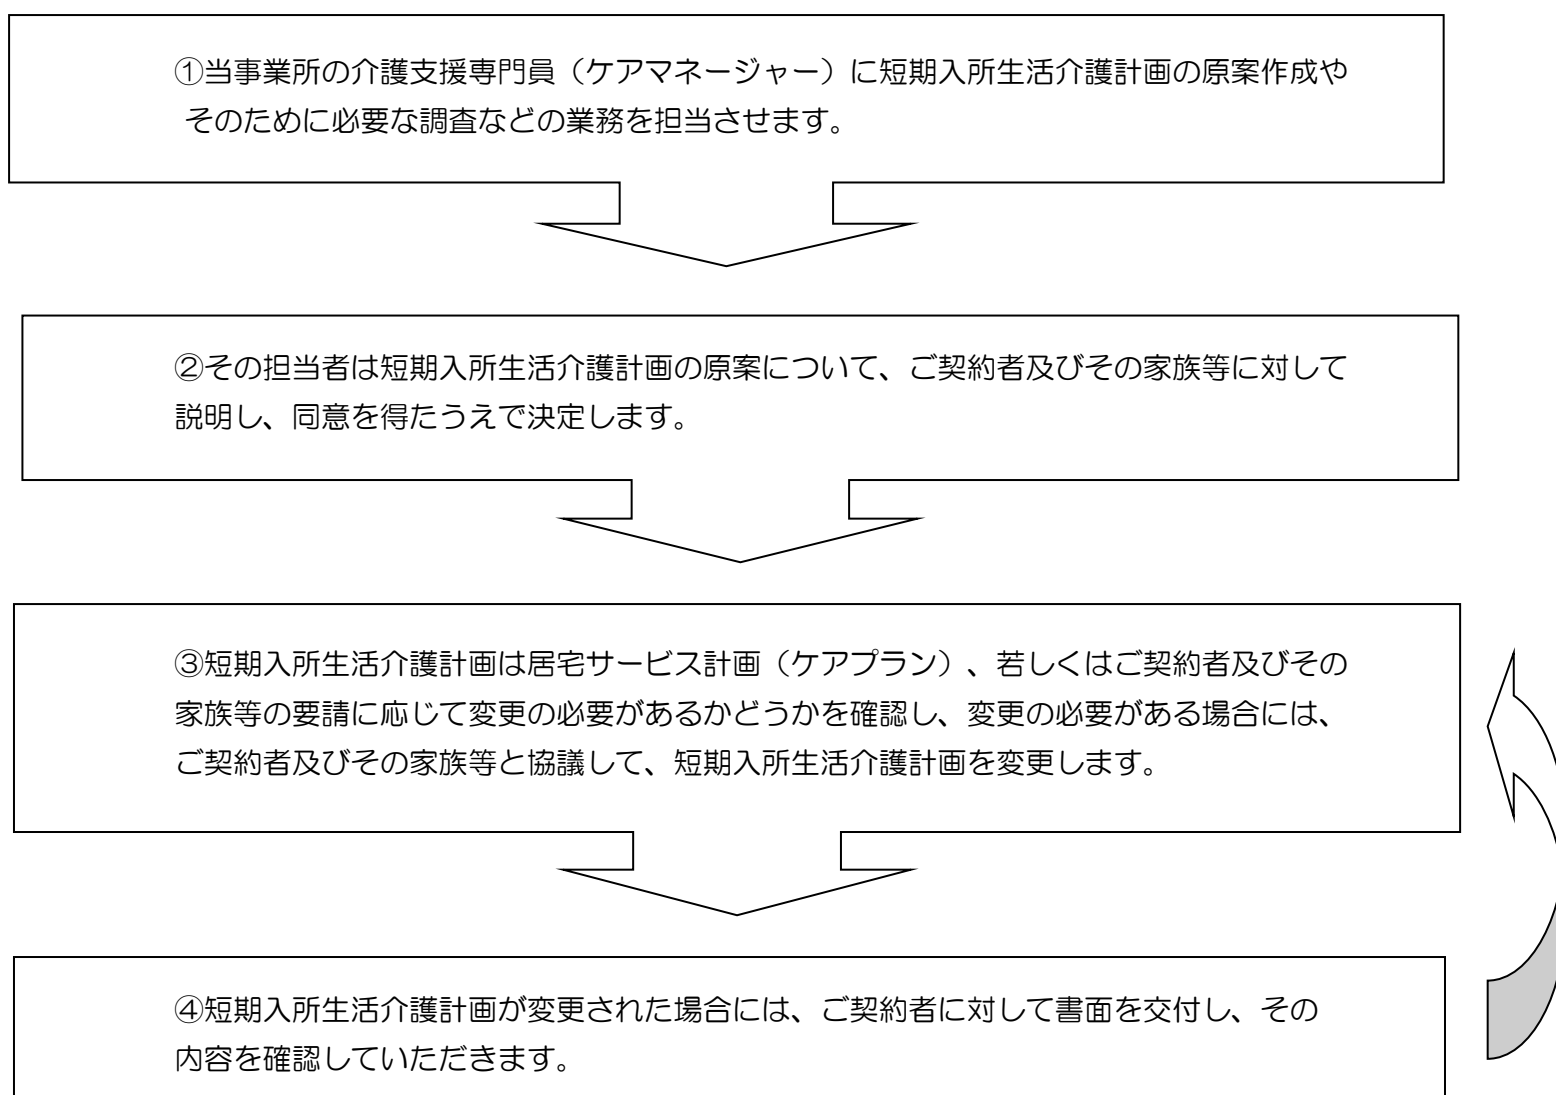 ①当事業所の介護支援専門員（ケアマネージャー）に短期入所生活介護計画の原案作成や
そのために必要な調査などの業務を担当させます。
②その担当者は短期入所生活介護計画の原案について、ご契約者及びその家族等に対して
説明し、同意を得たうえで決定します。
③短期入所生活介護計画は居宅サービス計画（ケアプラン）、若しくはご契約者及びその
家族等の要請に応じて変更の必要があるかどうかを確認し、変更の必要がある場合には、
ご契約者及びその家族等と協議して、短期入所生活介護計画を変更します。
④短期入所生活介護計画が変更された場合には、ご契約者に対して書面を交付し、その
内容を確認していただきます。